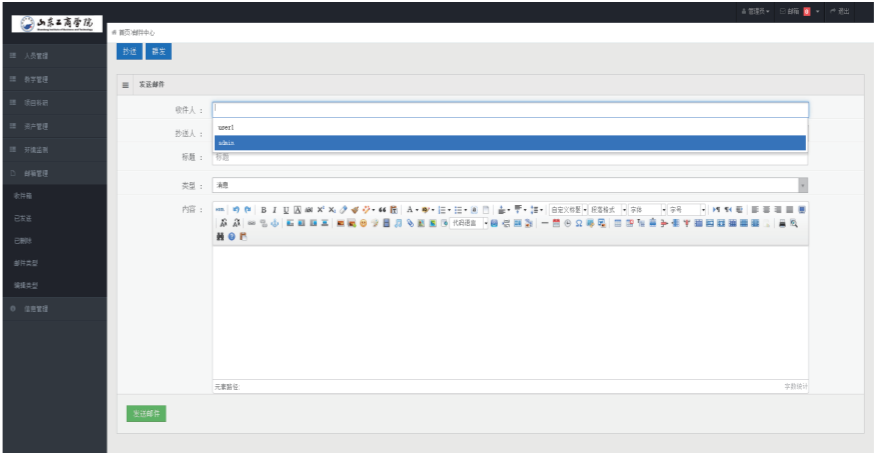 管理员 邮箱 退出
山东工商学院
首页/邮件中心
抄送 群发
人员管理
教学管理
项目科研
资产管理
环境监测
邮箱管理
收件箱
已发送
已删除
邮件类型
编辑类型
信息管理
发送邮件
收件人：
user1
admin
抄送人：
标题： 标题
类型： 消息
内容：
HTML B I U A 自定义标题 段落格式 字体 字号
代码语言
元素路径: 字数统计
发送邮件